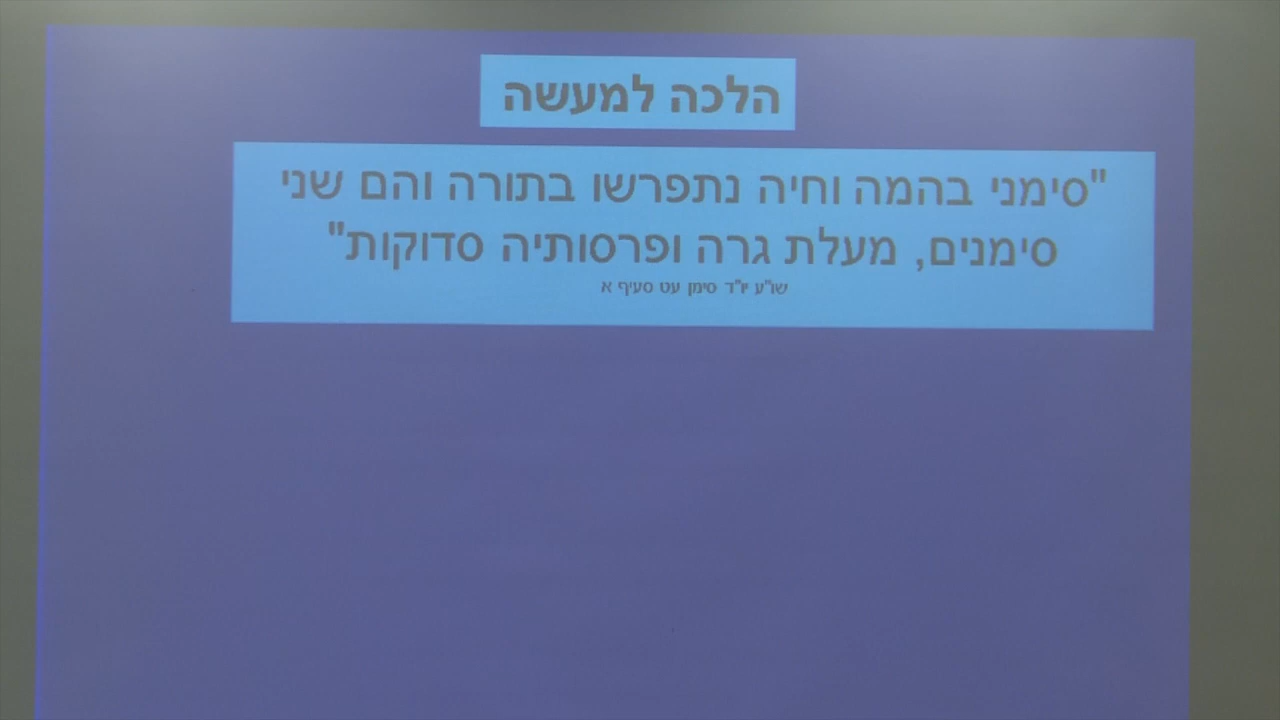 הלכה למעשה
"סימני בהמה וחיה נתפרשו בתורה והם שני
סימנים, מעלת גרה ופרסותיה סדוקות"
שו"ע יו"ד סימן עט סעיף א